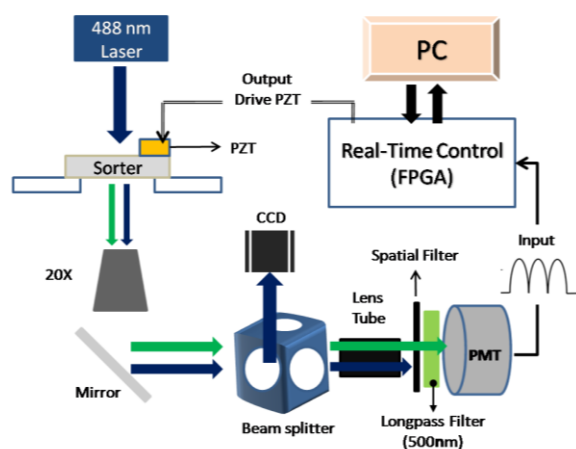 488 nm
Laser
PC
Output
Drive PZT
PZT
Sorter
Real-Time Control
(FPGA)
CCD
Input
20X
Spatial Filter
Lens
Tube
PMT
Mirror
Beam splitter
Longpass Filter
(500nm)